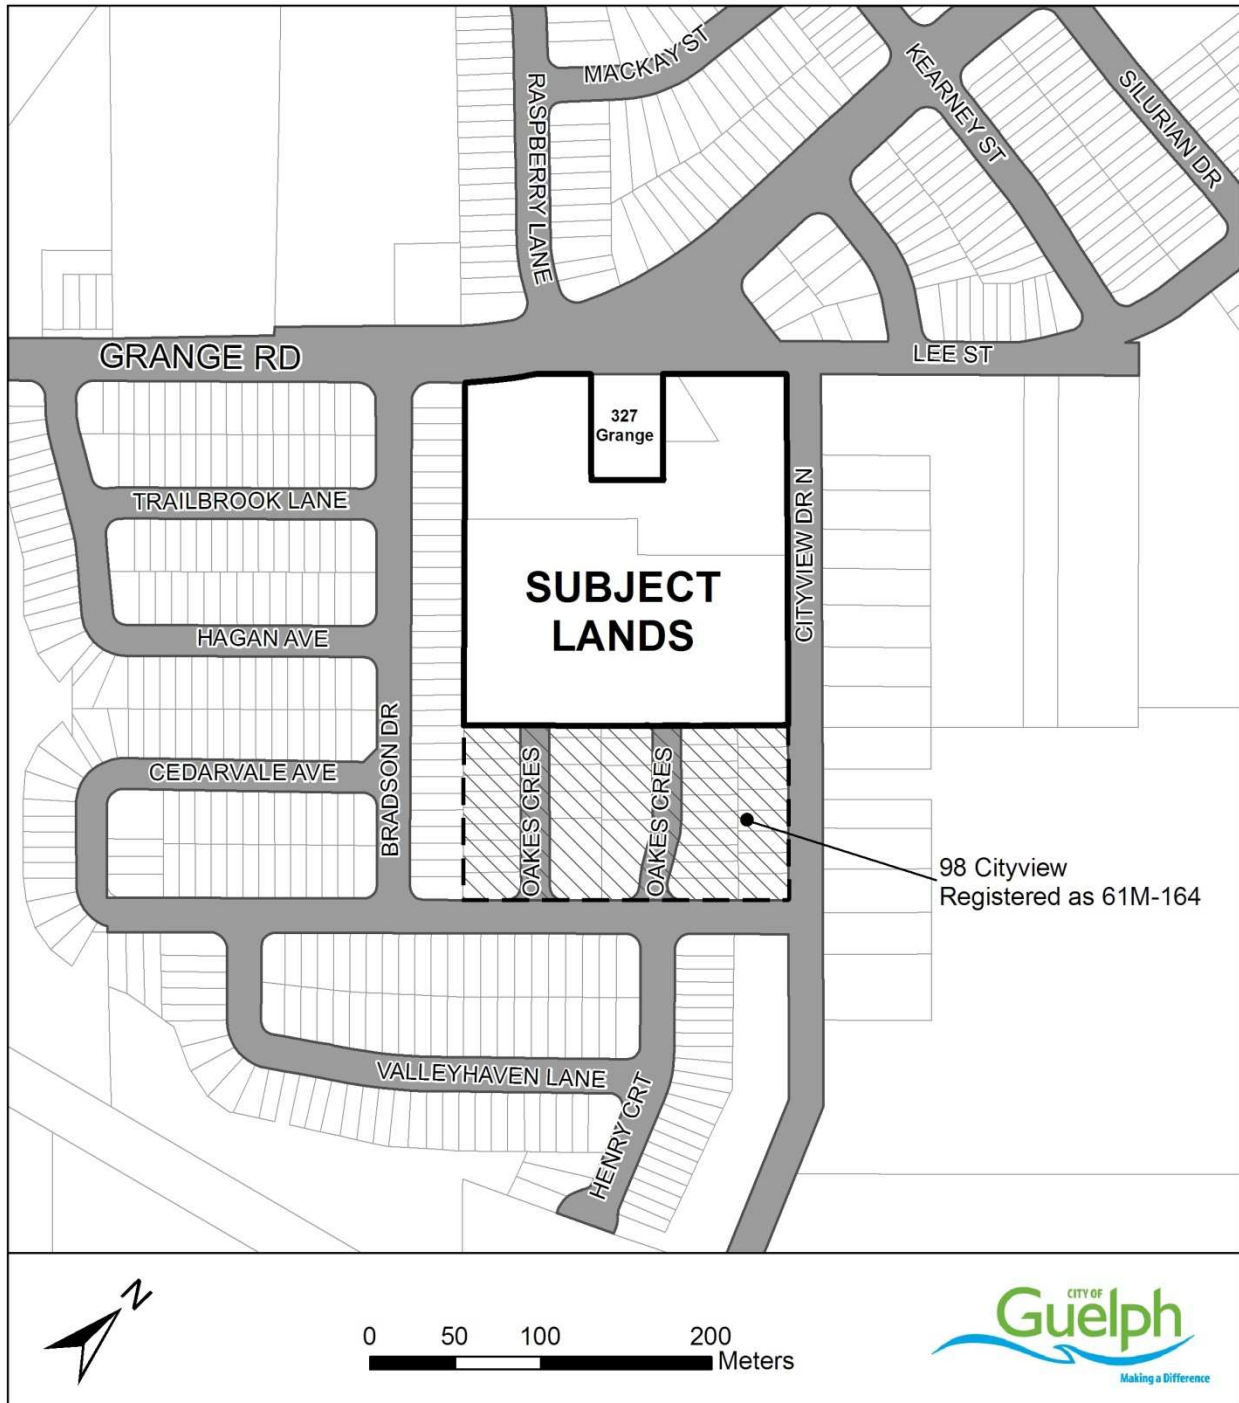 MACKAY ST
RASPBERRY LANE
KEARNEY ST
SILURIAN DR
GRANGE RD
LEE ST
327
Grange
TRAILBROOK LANE
CITYVIEW DR N
SUBJECT
LANDS
HAGAN AVE
BRADSON DR
CEDARVALE AVE
OAKES CRES
OAKES CRES
98 Cityview
Registered as 61M-164
VALLEYHAVEN LANE
HENRY CRT
N
0 50 100 200
Meters
CITY OF
Guelph
Making a Difference